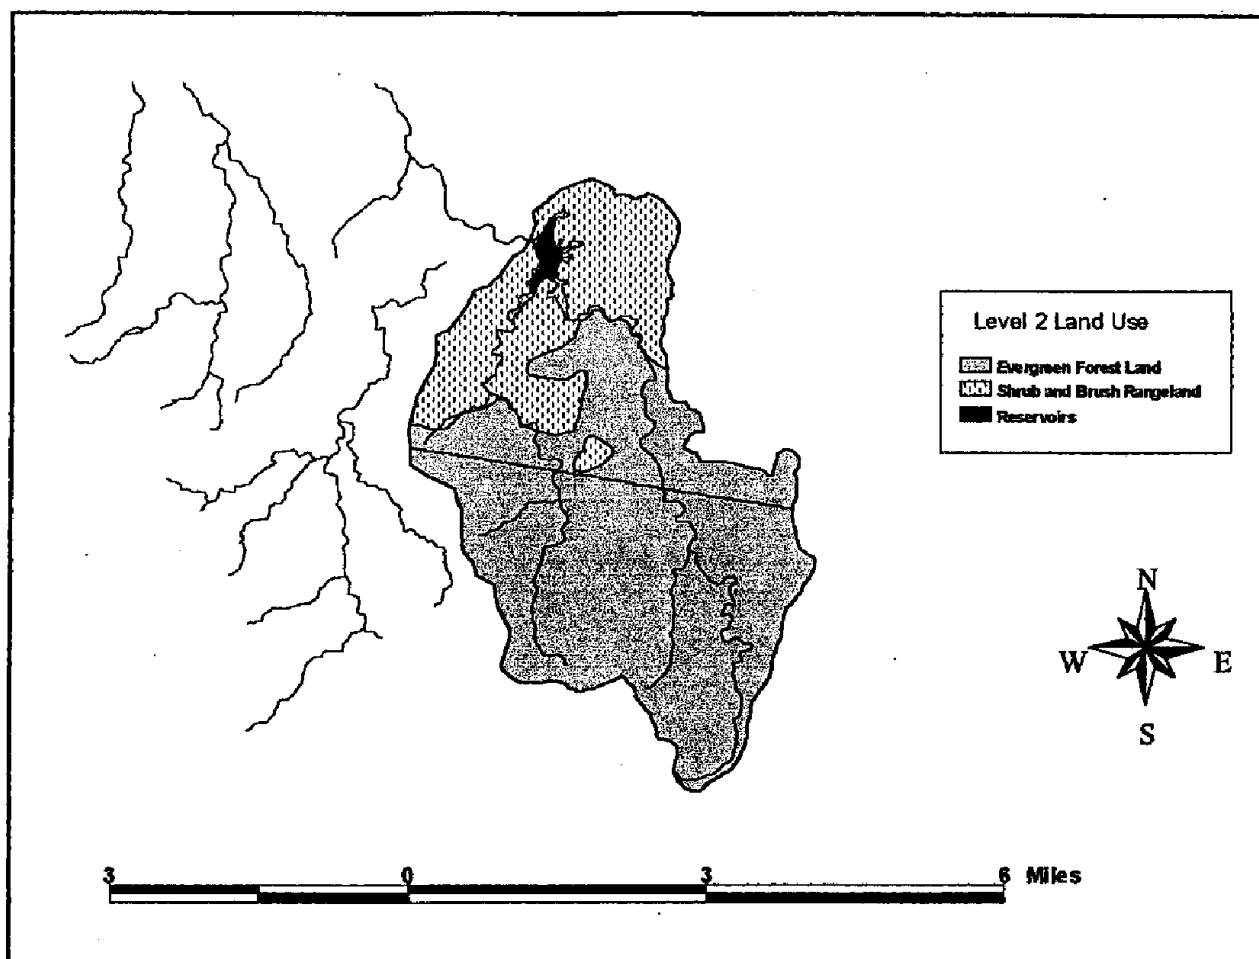 Level 2 Land Use
Evergreen Forest Land
Shrub and Brush Rangeland
Reservoirs
N
W E
S
3 0 3 6 Miles